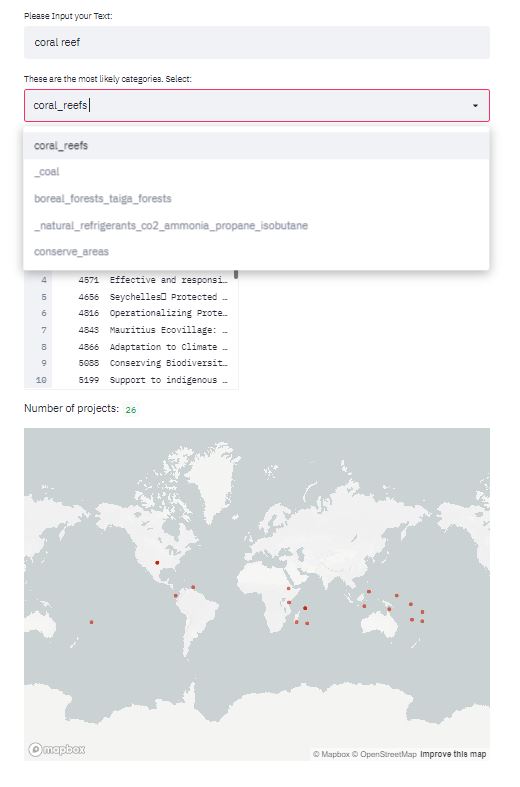 Please Input your Text:
coral reef
These are the most likely categories. Select:
coral_reefs
coral_reefs
_coal
boreal_forests_taiga_forests
_natural_refrigerants_co2_ammonia_propane_isobutane
conserve_areas
4 4571 Effective and responsi…
5 4656 Seychelles Protected …
6 4816 Operationalizing Prote…
7 4843 Mauritius Ecovillage: …
8 4866 Adaptation to Climate …
9 5088 Conserving Biodiversit…
10 5199 Support to indigenous …
Number of projects: 26
mapbox
© Mapbox © OpenStreetMap Improve this map